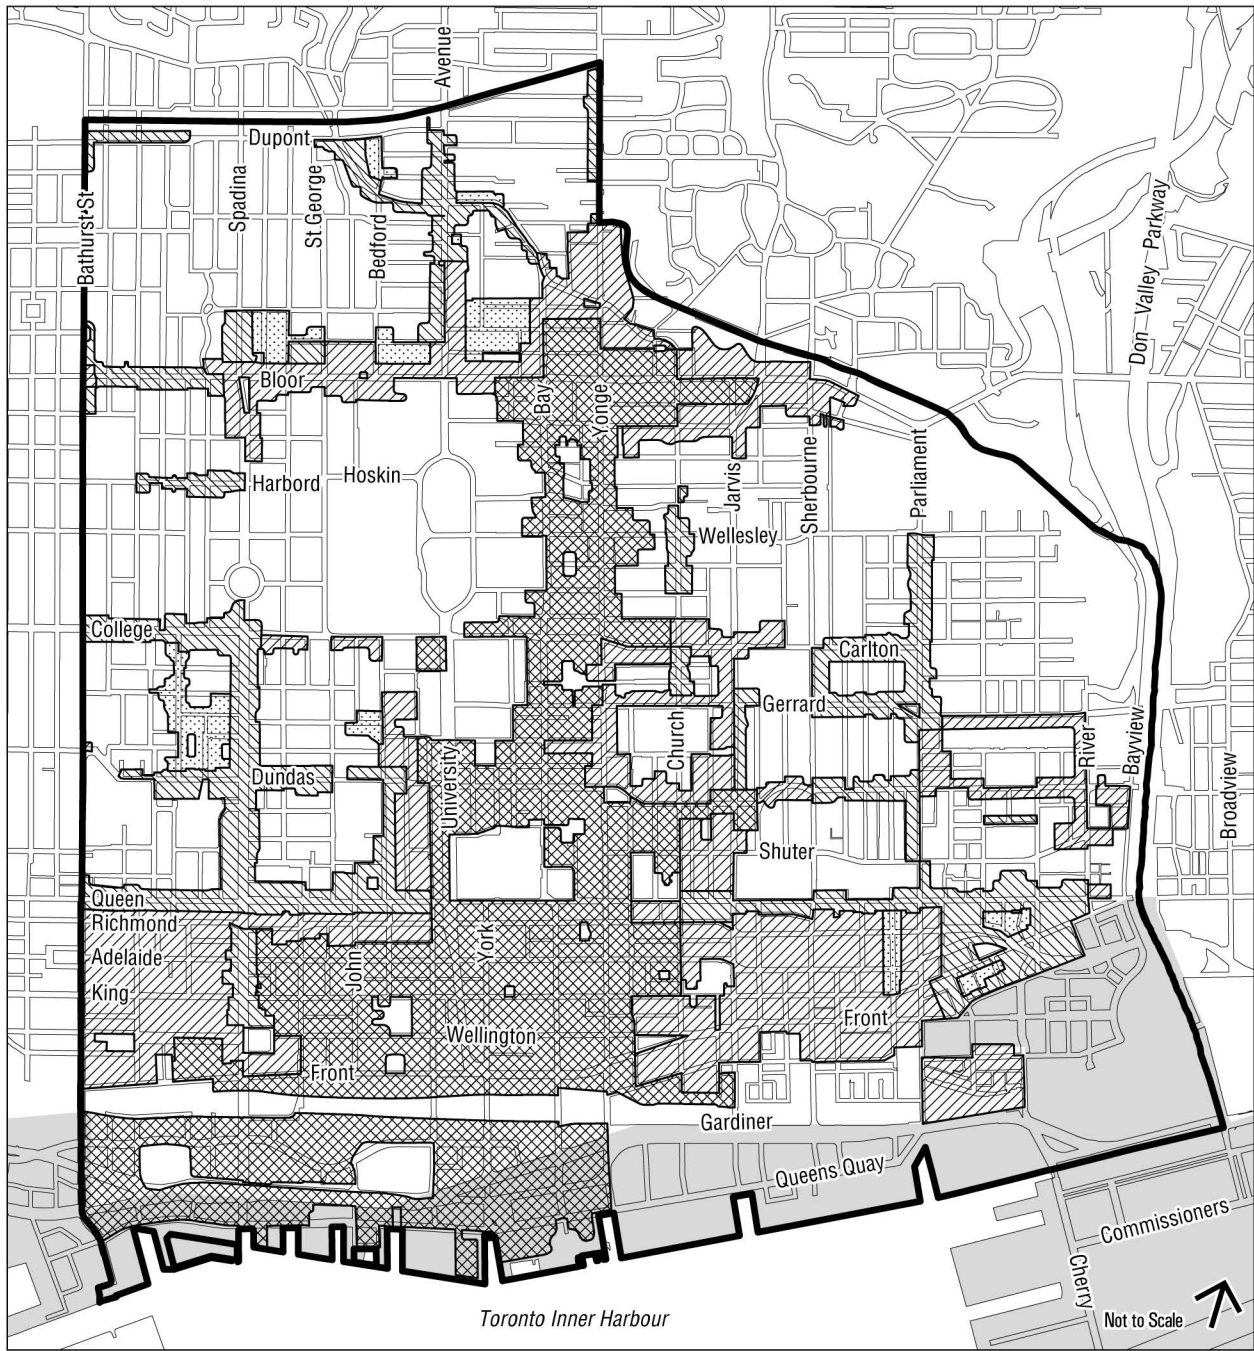 Avenue
Dupont
Spadina
St.George
Bedford
Bathurst St
Don Valley Parkway
Bloor
Bay
Yonge
Harbord
Hoskin
Jarvis
Sherbourne
Parliament
Wellesley
College
Carlton
Gerrard
Church
University
Dundas
River
Bayview
Broadview
Shuter
Queen
Richmond
Adelaide
King
John
York
Wellington
Front
Front
Gardiner
Queens Quay
Commissioners
Cherry
Toronto Inner Harbour
Not to Scale